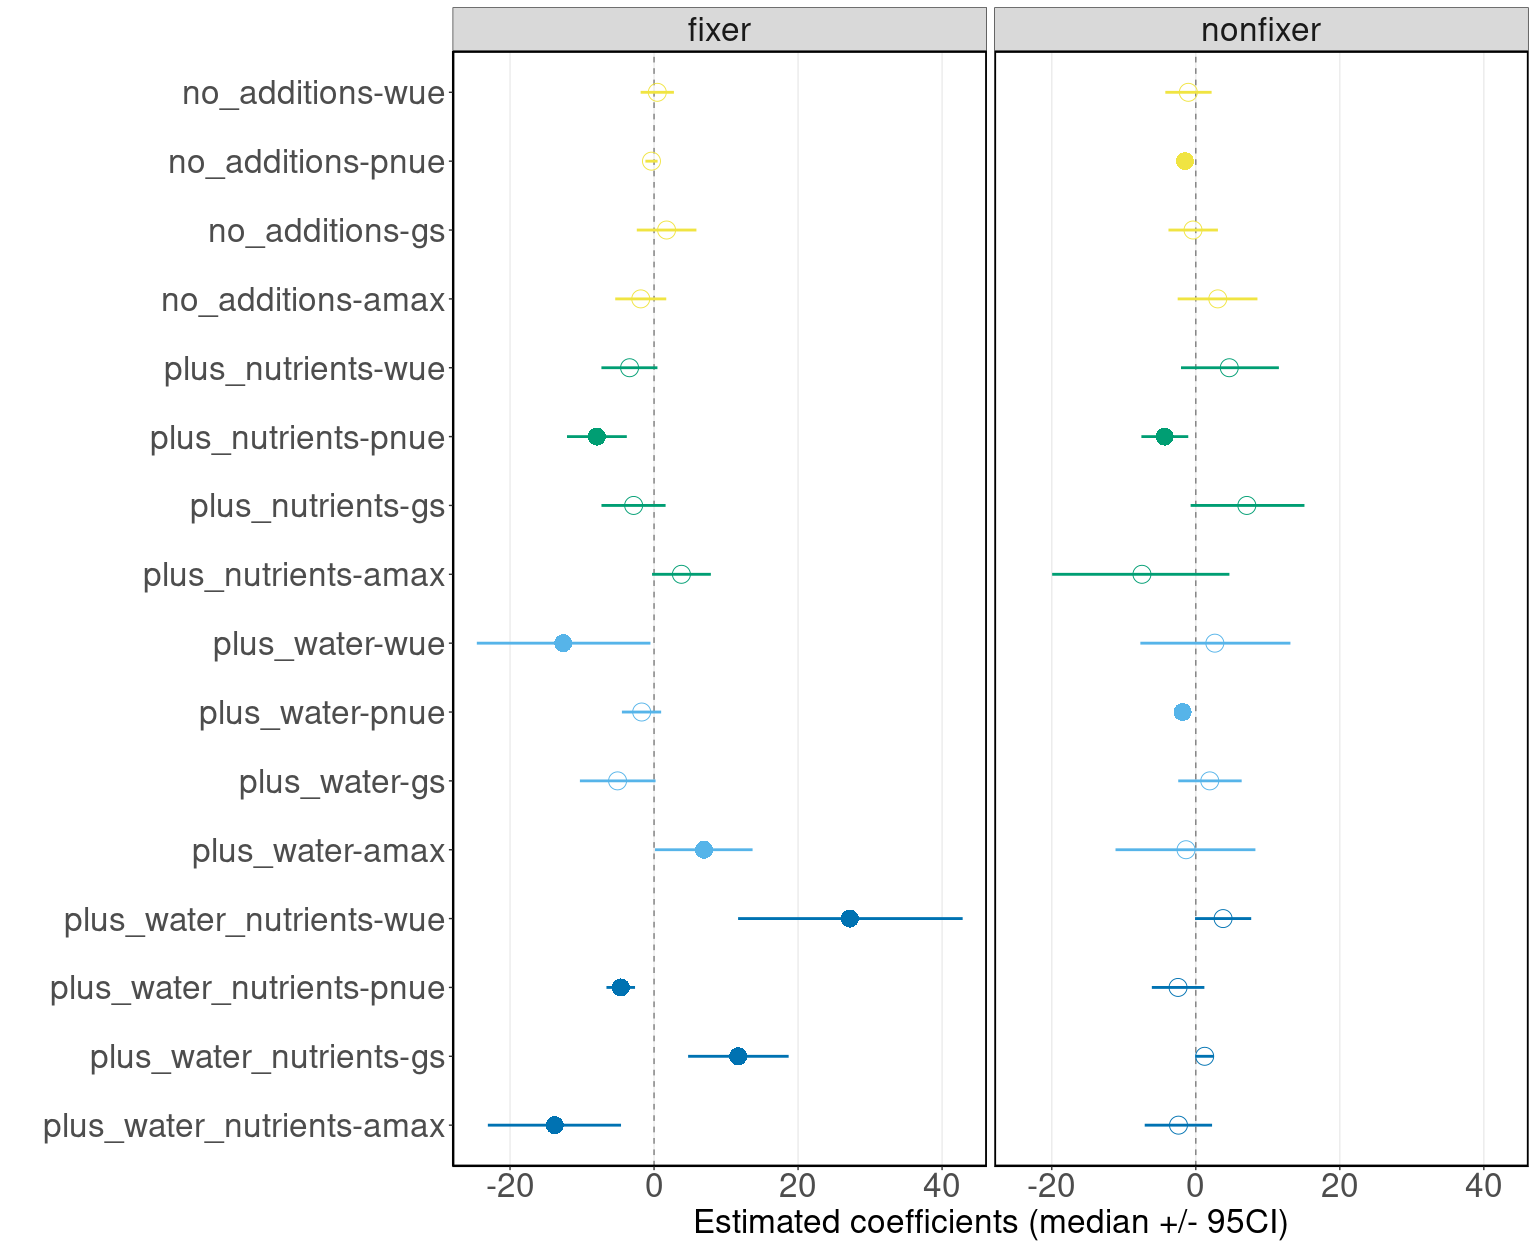 fixer
nonfixer
no_additions-wue
no_additions-pnue
no_additions-gs
no_additions-amax
plus_nutrients-wue
plus_nutrients-pnue
plus_nutrients-gs
plus_nutrients-amax
plus_water-wue
plus_water-pnue
plus_water-gs
plus_water-amax
plus_water_nutrients-wue
plus_water_nutrients-pnue
plus_water_nutrients-gs
plus_water_nutrients-amax
-20 0 20 40
-20 0 20 40
Estimated coefficients (median +/- 95CI)